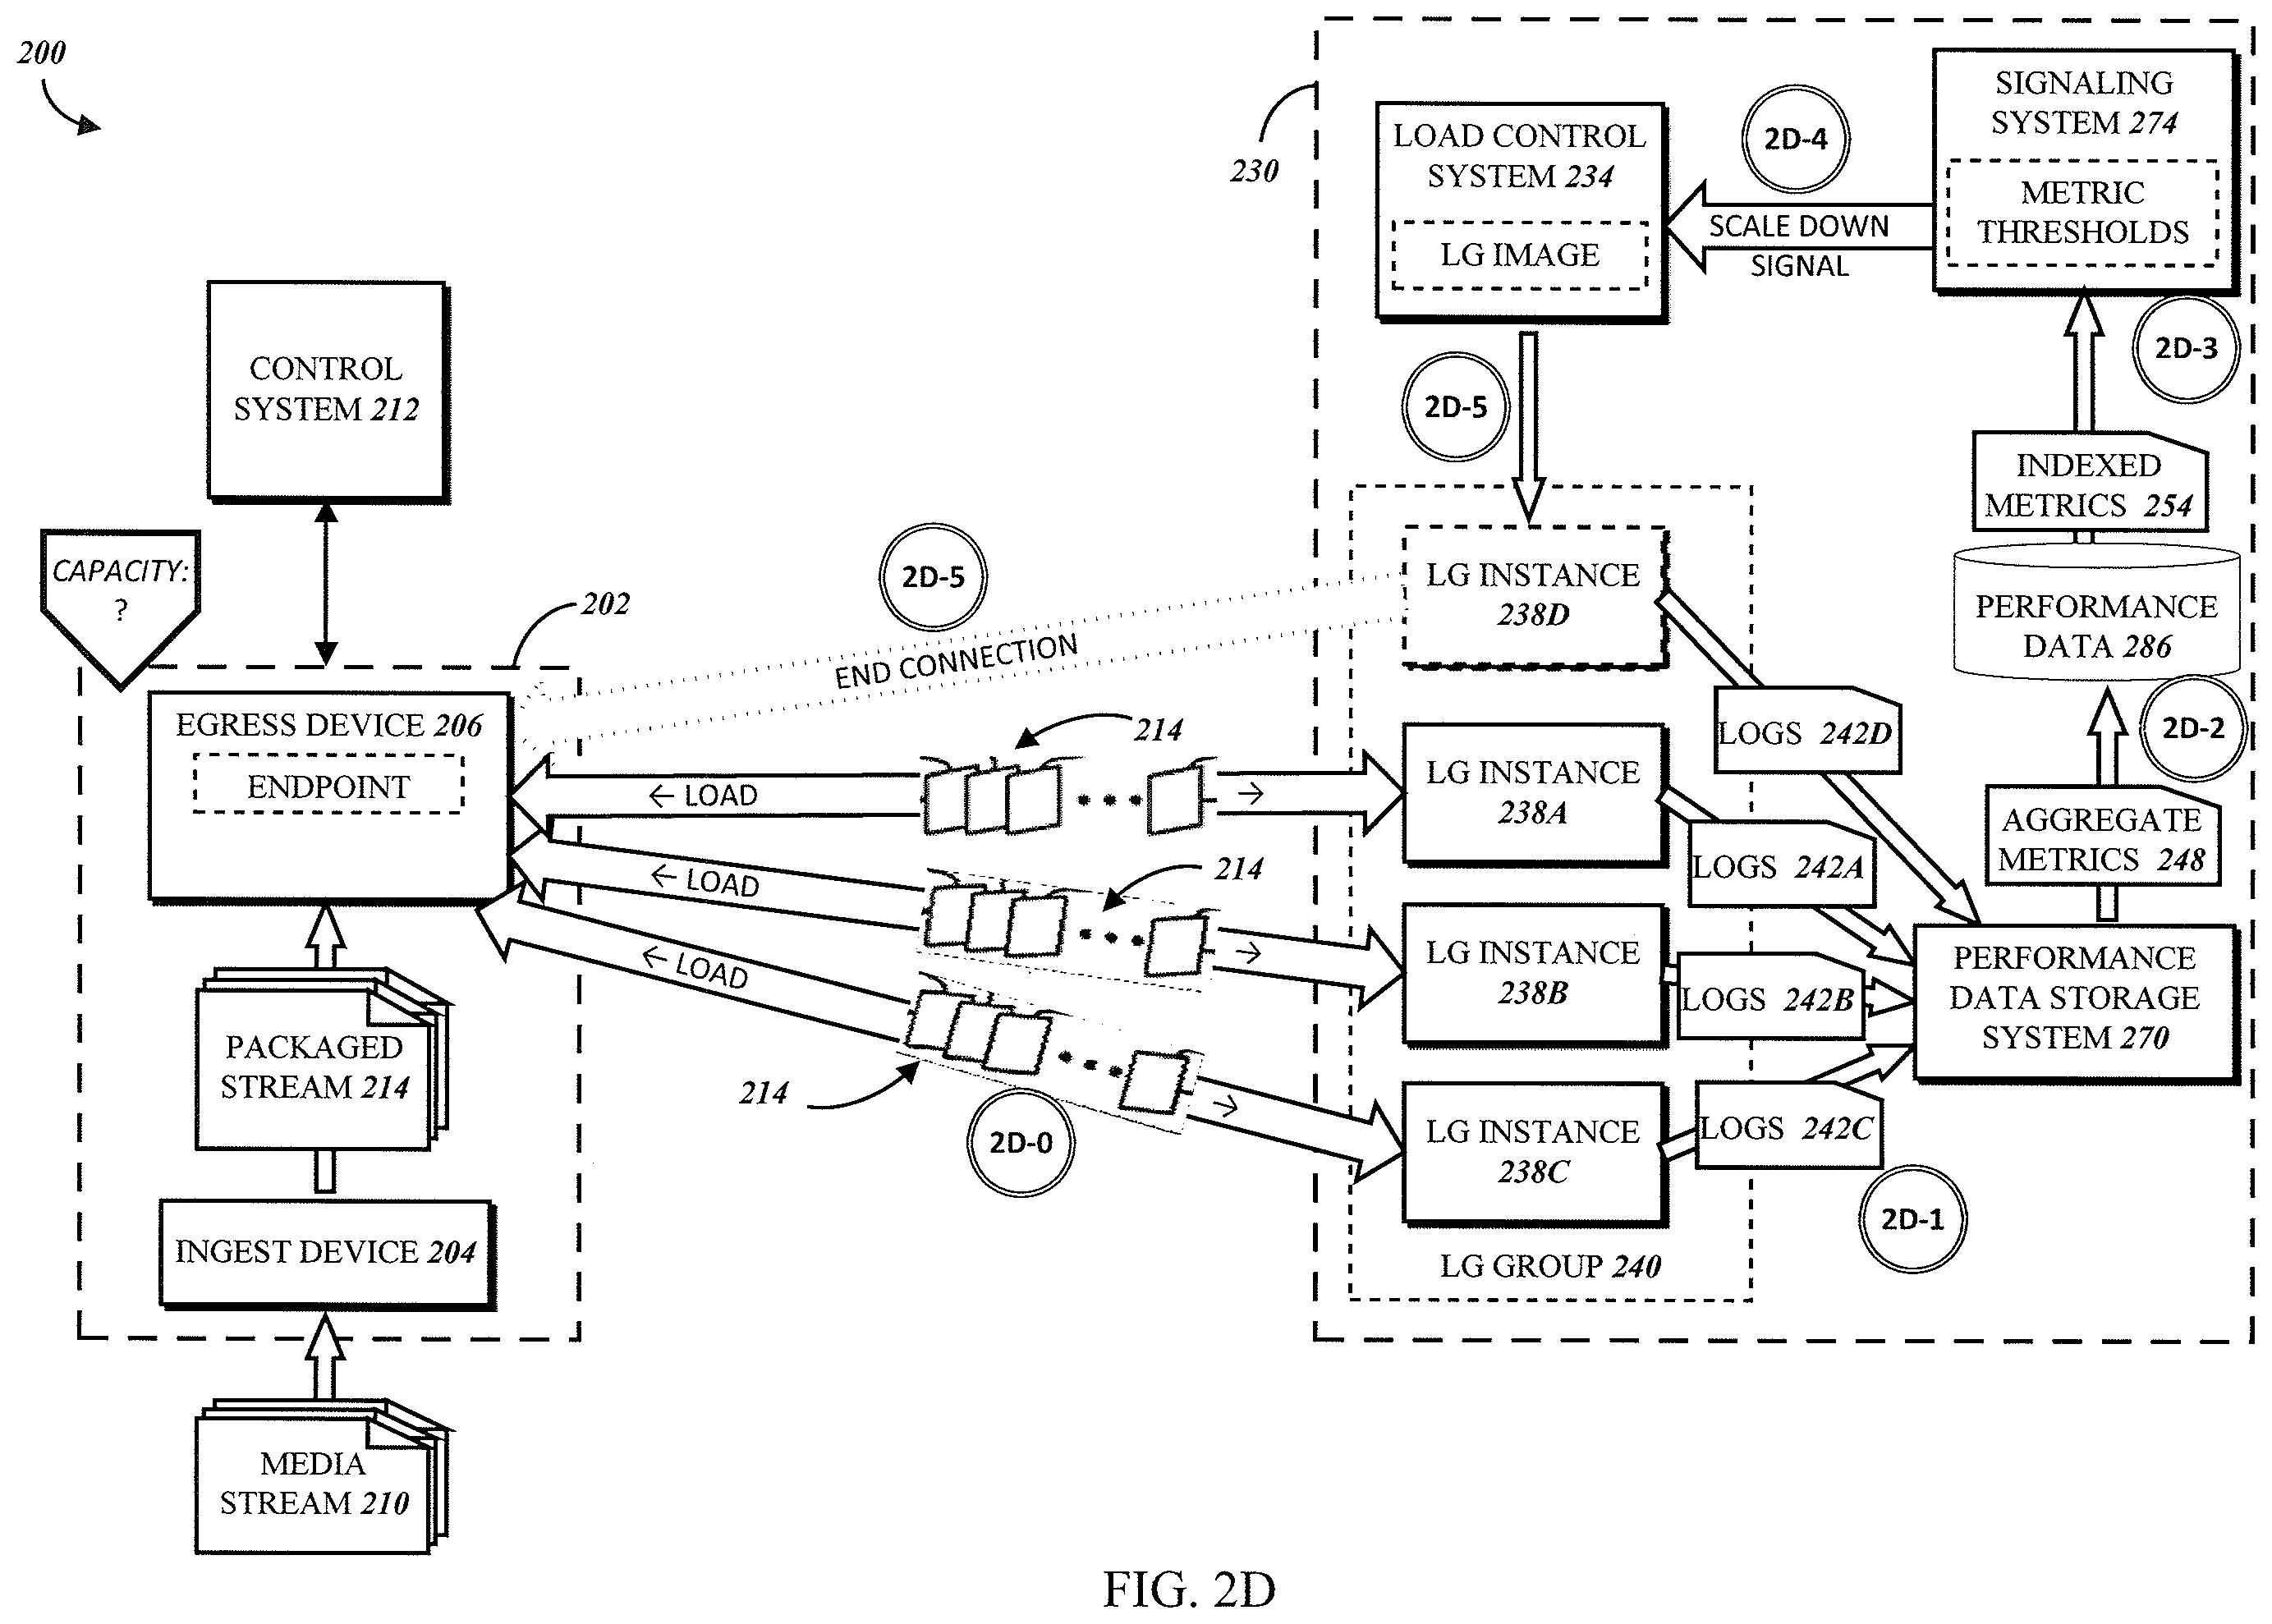 200
230
LOAD CONTROL
SYSTEM 234
LG IMAGE
2D-4
SCALE DOWN
SIGNAL
SIGNALING
SYSTEM 274
METRIC
THRESHOLDS
2D-3
CONTROL
SYSTEM 212
2D-5
INDEXED
METRICS 254
CAPACITY:
?
202
2D-5
END CONNECTION
LG INSTANCE
238D
PERFORMANCE
DATA 286
2D-2
EGRESS DEVICE 206
ENDPOINT
214
← LOAD
→
LG INSTANCE
238A
LOGS 242D
AGGREGATE
METRICS 248
214
← LOAD
→
LG INSTANCE
238B
LOGS 242A
LOGS 242B
PERFORMANCE
DATA STORAGE
SYSTEM 270
← LOAD
→
214
2D-0
LG INSTANCE
238C
LOGS 242C
2D-1
LG GROUP 240
PACKAGED
STREAM 214
INGEST DEVICE 204
MEDIA
STREAM 210
FIG. 2D